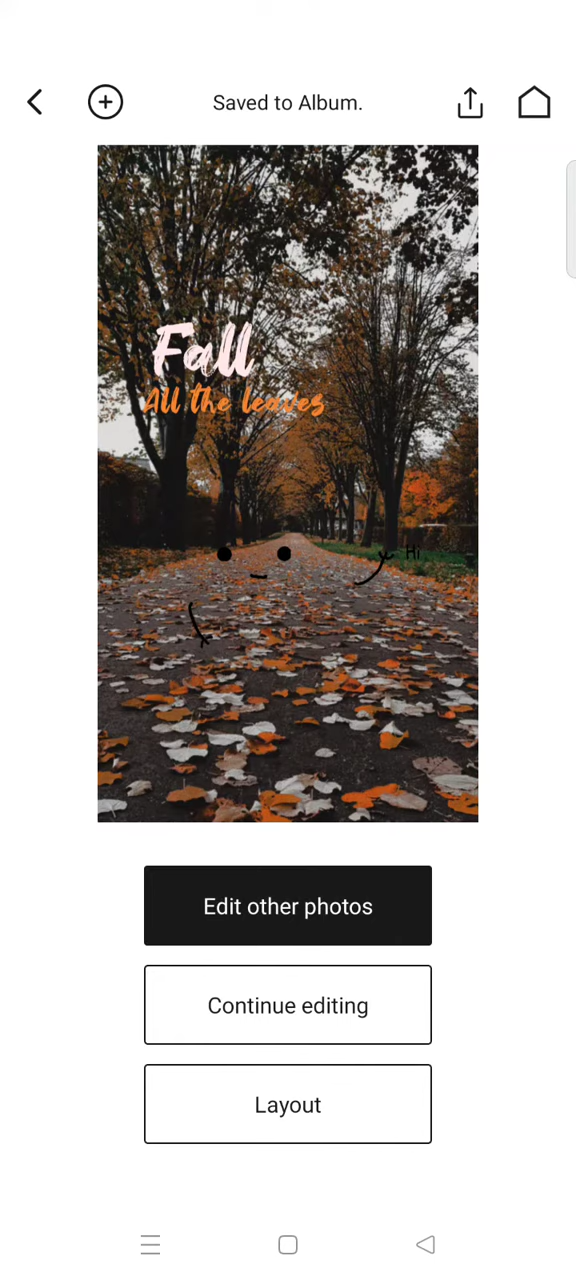 Saved to Album.
Fall
All the leaves
Hi
Edit other photos
Continue editing
Layout